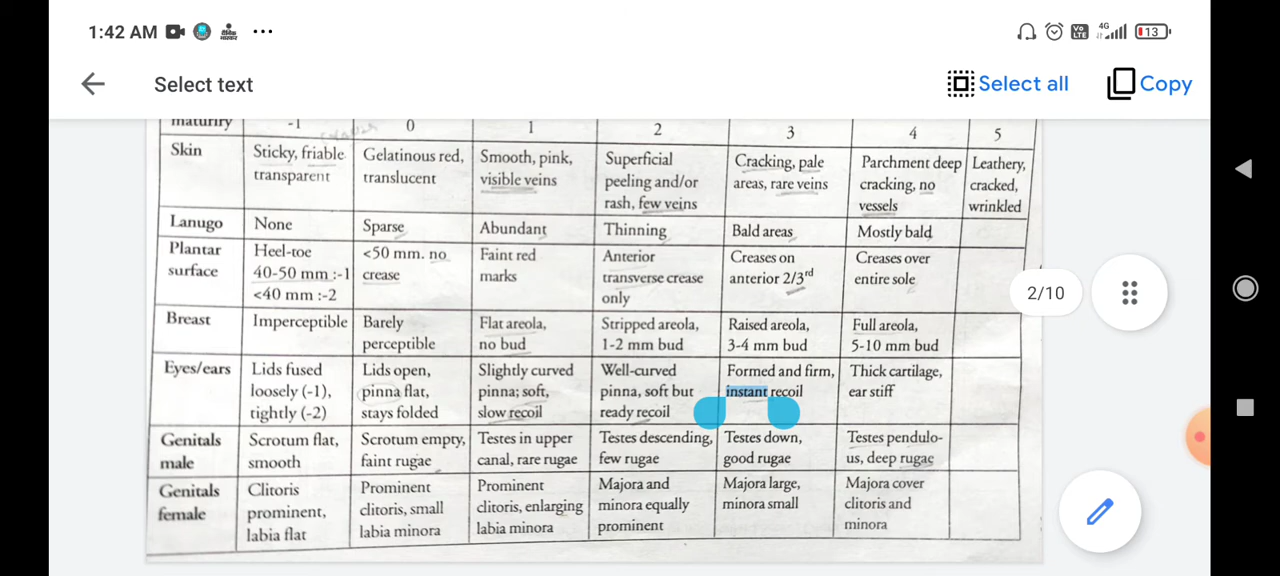 1:42 AM
4G
Vo LTE
13
Select text
Select all
Copy
maturity -1 0 1 2 3 4 5
Skin
Sticky, friable
transparent
Gelatinous red,
translucent
Smooth, pink,
visible veins
Superficial
peeling and/or
rash, few veins
Cracking, pale
areas, rare veins
Parchment deep
cracking, no
vessels
Leathery,
cracked,
wrinkled
Lanugo
None
Sparse
Abundant
Thinning
Bald areas
Mostly bald
Plantar
surface
Heel-toe
40-50 mm :-1
<40 mm :-2
<50 mm. no
crease
Faint red
marks
Anterior
transverse crease
only
Creases on
anterior 2/3rd
Creases over
entire sole
2/10
Breast
Imperceptible
Barely
perceptible
Flat areola,
no bud
Stripped areola,
1-2 mm bud
Raised areola,
3-4 mm bud
Full areola,
5-10 mm bud
Eyes/ears
Lids fused
loosely (-1),
tightly (-2)
Lids open,
pinna flat,
stays folded
Slightly curved
pinna; soft,
slow recoil
Well-curved
pinna, soft but
ready recoil
Formed and firm,
instant recoil
Thick cartilage,
ear stiff
Genitals
male
Scrotum flat,
smooth
Scrotum empty,
faint rugae
Testes in upper
canal, rare rugae
Testes descending,
few rugae
Testes down,
good rugae
Testes pendulo-
us, deep rugae
Genitals
female
Clitoris
prominent,
labia flat
Prominent
clitoris, small
labia minora
Prominent
clitoris, enlarging
labia minora
Majora and
minora equally
prominent
Majora large,
minora small
Majora cover
clitoris and
minora